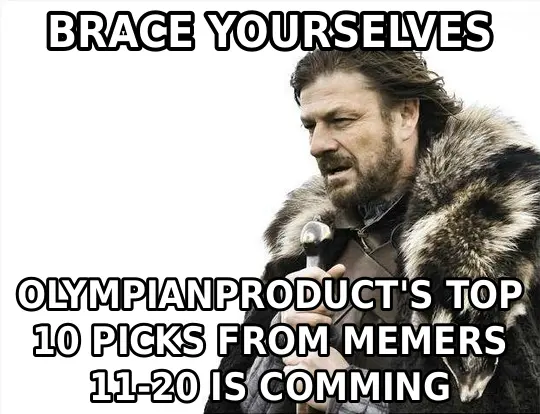 BRACE YOURSELVES
OLYMPIANPRODUCT'S TOP
10 PICKS FROM MEMERS
11-20 IS COMMING